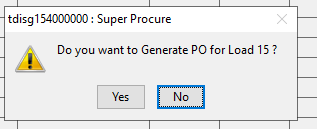 tdisg154000000 : Super Procure
Do you want to Generate PO for Load 15 ?
Yes No